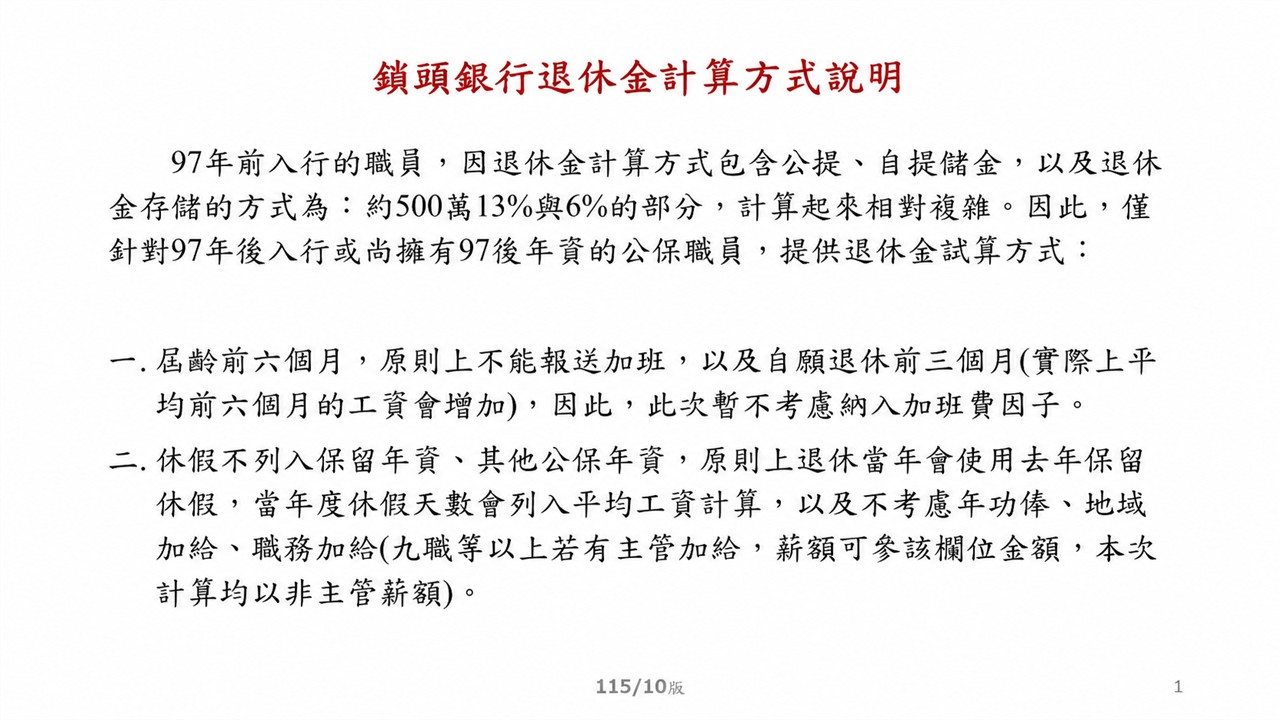 鎖頭銀行退休金計算方式說明
97年前入行的職員，因退休金計算方式包含公提、自提儲金，以及退休
金存儲的方式為：約500萬13%與6%的部分，計算起來相對複雜。因此，僅
針對97年後入行或尚擁有97後年資的公保職員，提供退休金試算方式：
一. 屆齡前六個月，原則上不能報送加班，以及自願退休前三個月(實際上平
均前六個月的工資會增加)，因此，此次暫不考慮納入加班費因子。
二. 休假不列入保留年資、其他公保年資，原則上退休當年會使用去年保留
休假，當年度休假天數會列入平均工資計算，以及不考慮年功俸、地域
加給、職務加給(九職等以上若有主管加給，薪額可參該欄位金額，本次
計算均以非主管薪額)。
115/10版
1